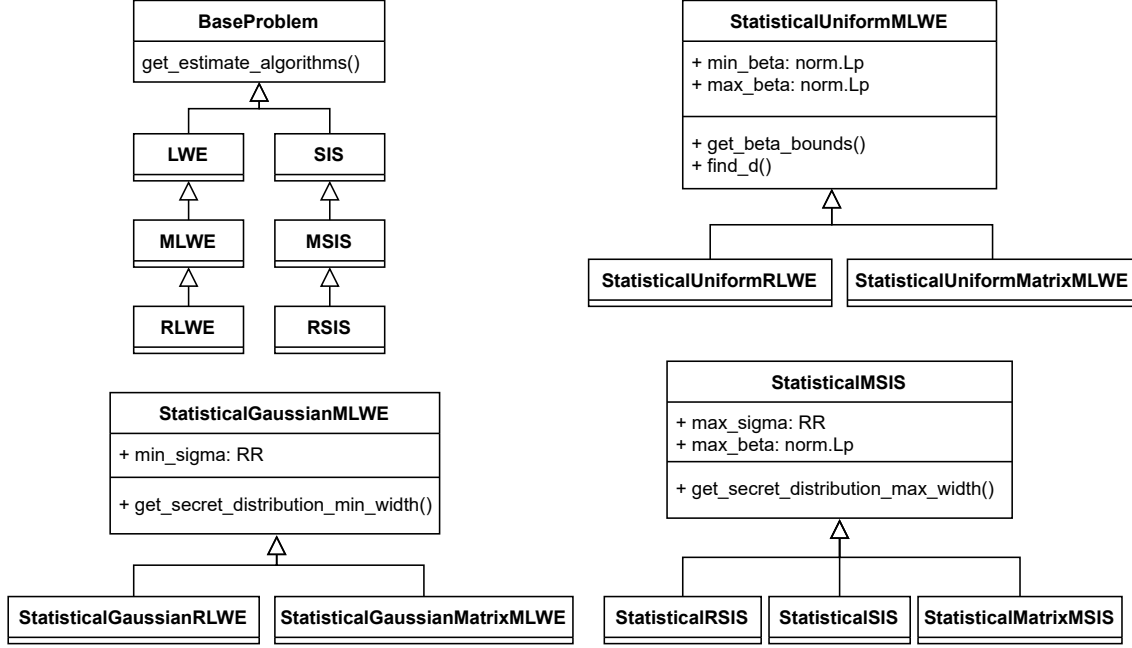 BaseProblem
get_estimate_algorithms()
LWE
SIS
MLWE
MSIS
RLWE
RSIS
StatisticalUniformMLWE
+ min_beta: norm.Lp
+ max_beta: norm.Lp
+ get_beta_bounds()
+ find_d()
StatisticalUniformRLWE
StatisticalUniformMatrixMLWE
StatisticalGaussianMLWE
+ min_sigma: RR
+ get_secret_distribution_min_width()
StatisticalGaussianRLWE
StatisticalGaussianMatrixMLWE
StatisticalMSIS
+ max_sigma: RR
+ max_beta: norm.Lp
+ get_secret_distribution_max_width()
StatisticalRSIS
StatisticalSIS
StatisticalMatrixMSIS